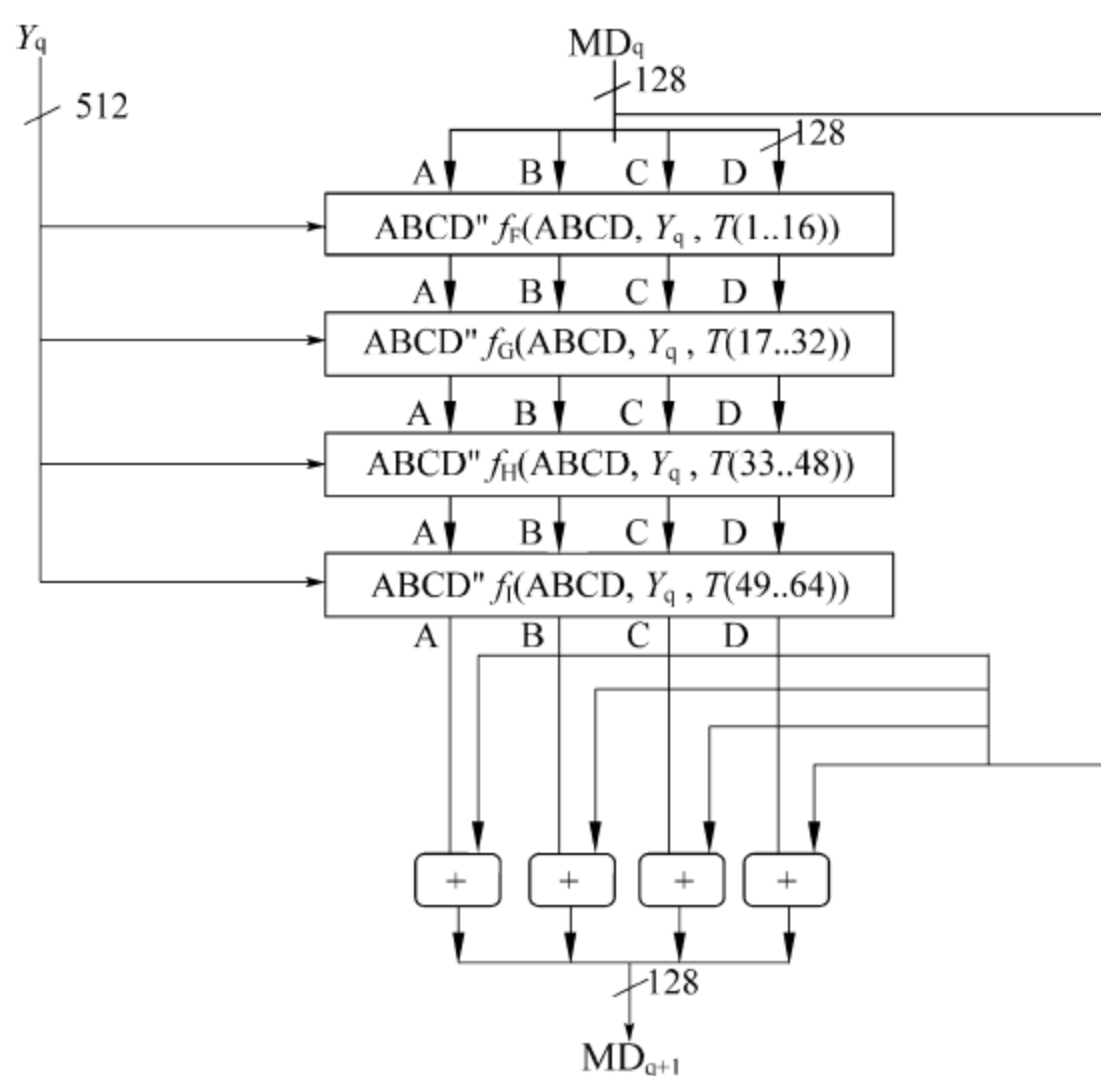 Yq
MDq
512
128
128
A B C D
ABCD" fF(ABCD, Yq , T(1..16))
A B C D
ABCD" fG(ABCD, Yq , T(17..32))
A B C D
ABCD" fH(ABCD, Yq , T(33..48))
A B C D
ABCD" fI(ABCD, Yq , T(49..64))
A B C D
+ + + +
128
MDq+1